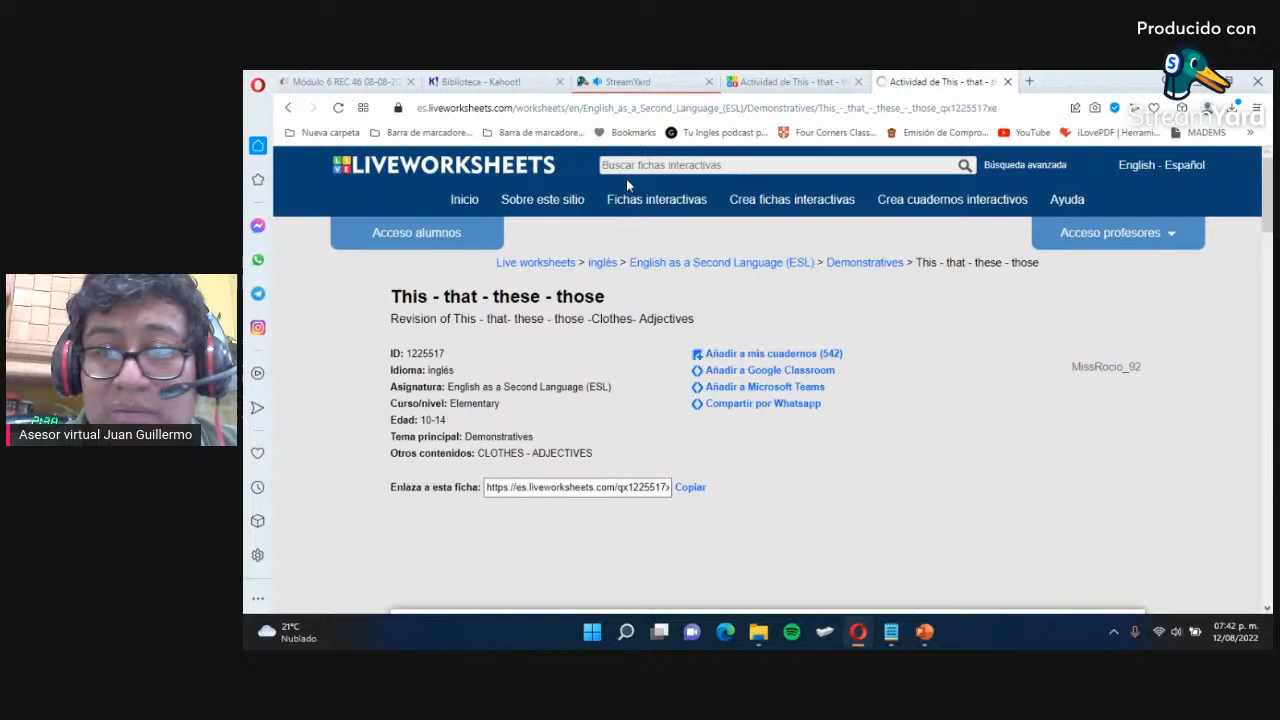 Producido con
StreamYard
Módulo 6 REC 46 08-08-20
K! Biblioteca - Kahoot!
StreamYard
Actividad de This - that - t
Actividad de This - that - t
es.liveworksheets.com/worksheets/en/English_as_a_Second_Language_(ESL)/Demonstratives/This_-_that_-_these_-_those_qx1225517xe
Nueva carpeta
Barra de marcadore...
Barra de marcadore...
Bookmarks
Tu Ingles podcast p...
Four Corners Class...
Emisión de Compro...
YouTube
iLovePDF | Herrami...
MADEMS
LIVEWORKSHEETS
Buscar fichas interactivas
Búsqueda avanzada
English - Español
Inicio
Sobre este sitio
Fichas interactivas
Crea fichas interactivas
Crea cuadernos interactivos
Ayuda
Acceso alumnos
Acceso profesores
Live worksheets > inglés > English as a Second Language (ESL) > Demonstratives > This - that - these - those
This - that - these - those
Revision of This - that- these - those -Clothes- Adjectives
ID: 1225517
Idioma: inglés
Asignatura: English as a Second Language (ESL)
Curso/nivel: Elementary
Edad: 10-14
Tema principal: Demonstratives
Otros contenidos: CLOTHES - ADJECTIVES
Añadir a mis cuadernos (542)
Añadir a Google Classroom
Añadir a Microsoft Teams
Compartir por Whatsapp
MissRocio_92
Enlaza a esta ficha: https://es.liveworksheets.com/qx1225517
Copiar
Asesor virtual Juan Guillermo
21°C
Nublado
07:42 p. m.
12/08/2022